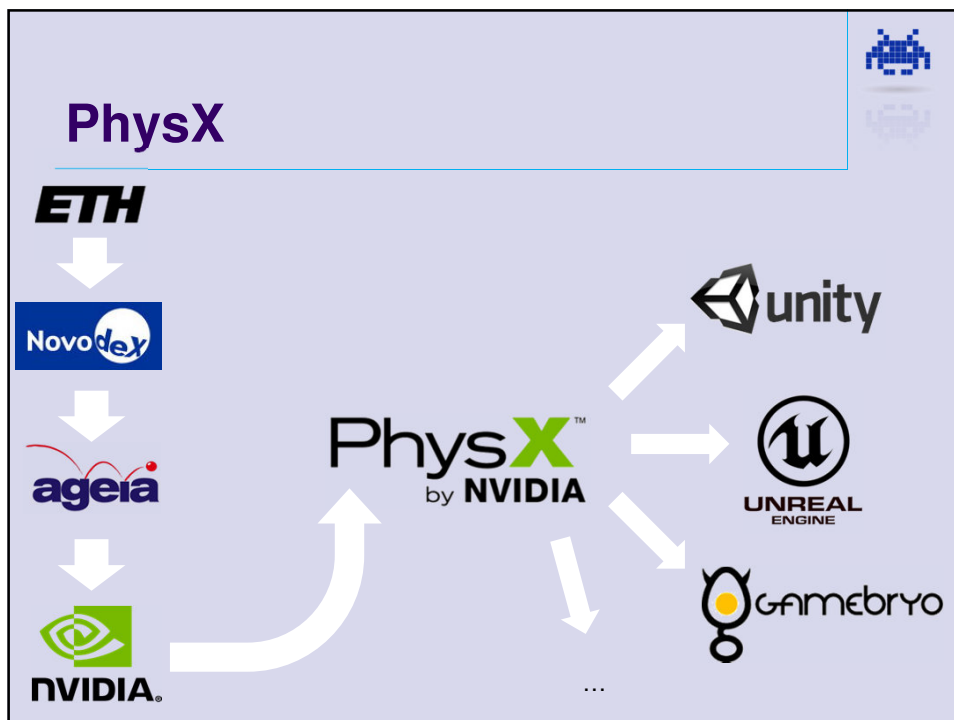 PhysX
ETH
NovodeX
ageia
NVIDIA®
PhysX™
by NVIDIA
unity
UNREAL
ENGINE
GAMEbryo
...